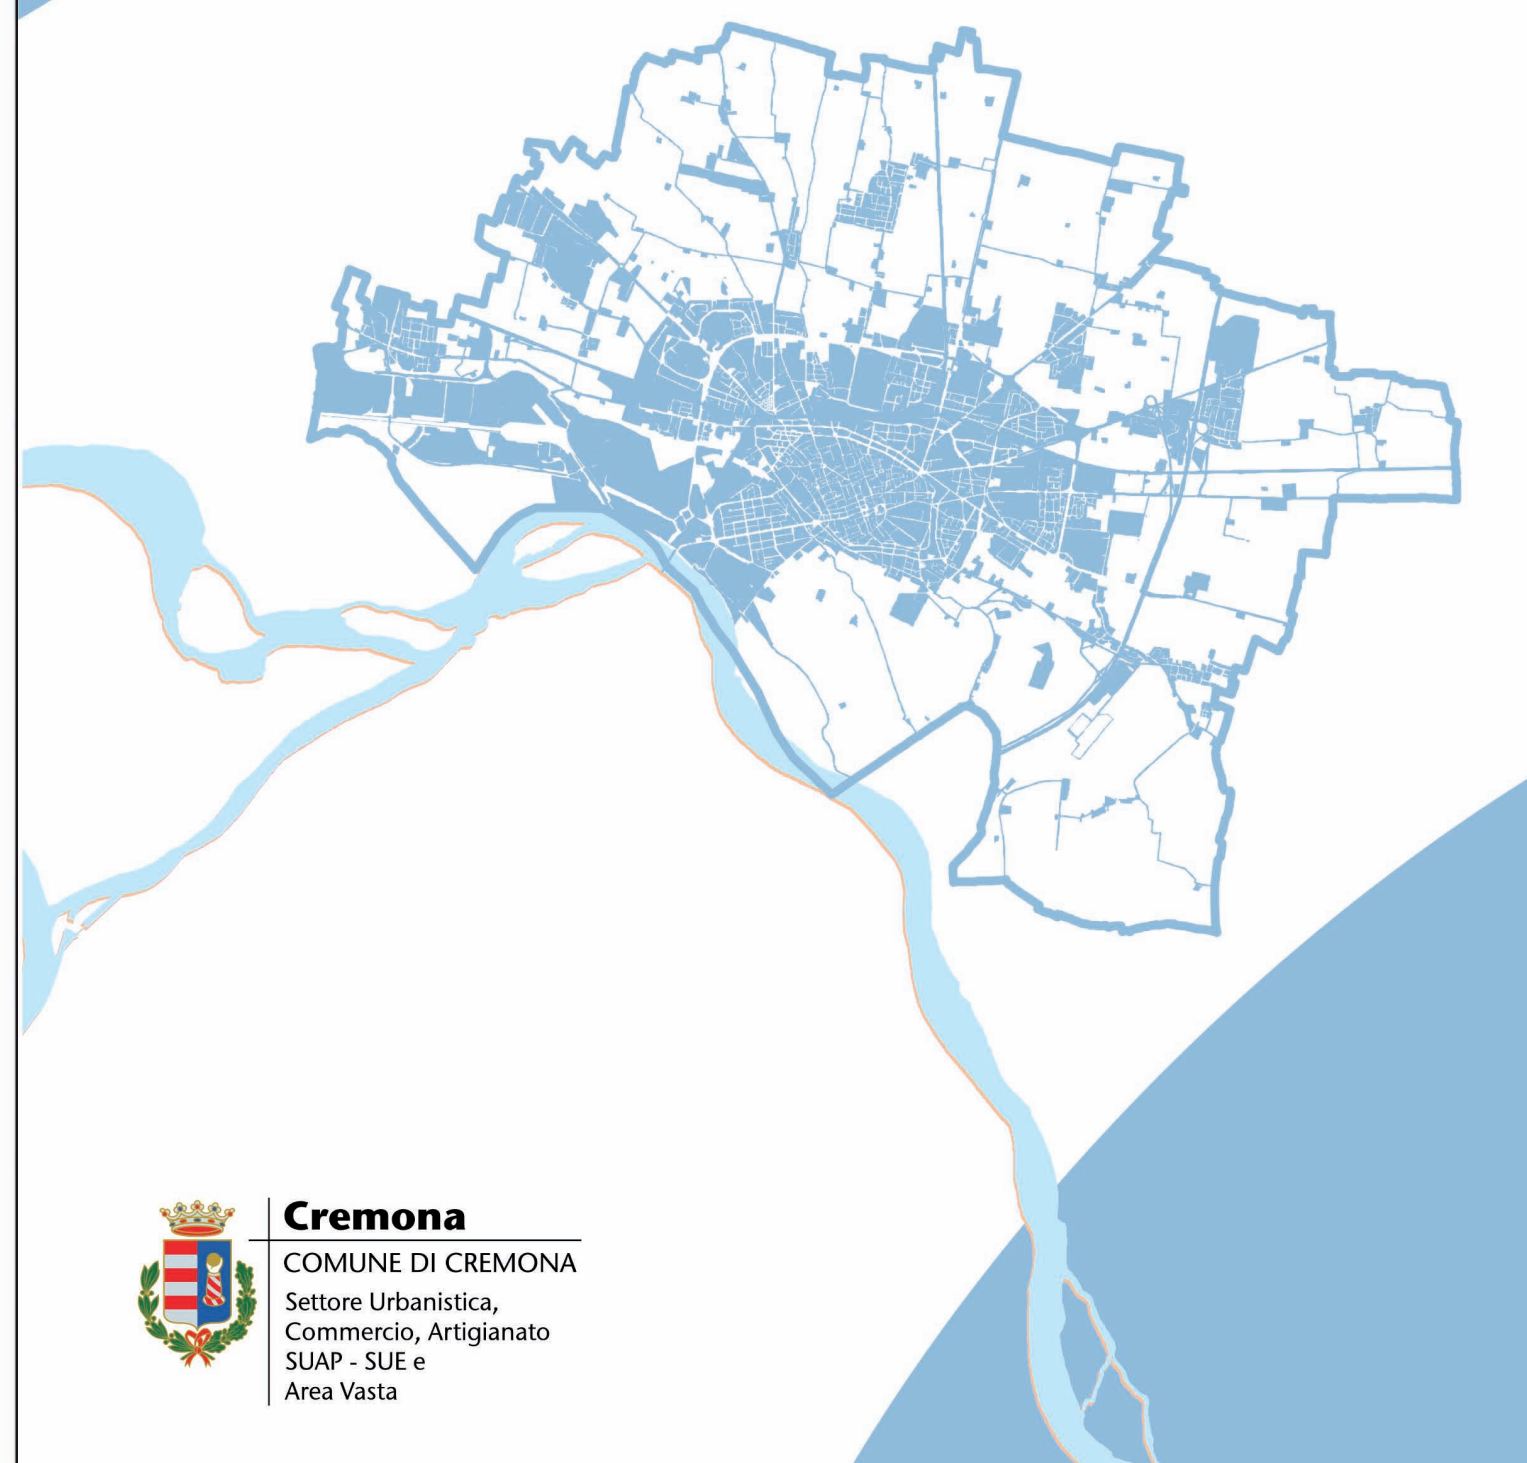 Cremona
COMUNE DI CREMONA
Settore Urbanistica,
Commercio, Artigianato
SUAP - SUE e
Area Vasta